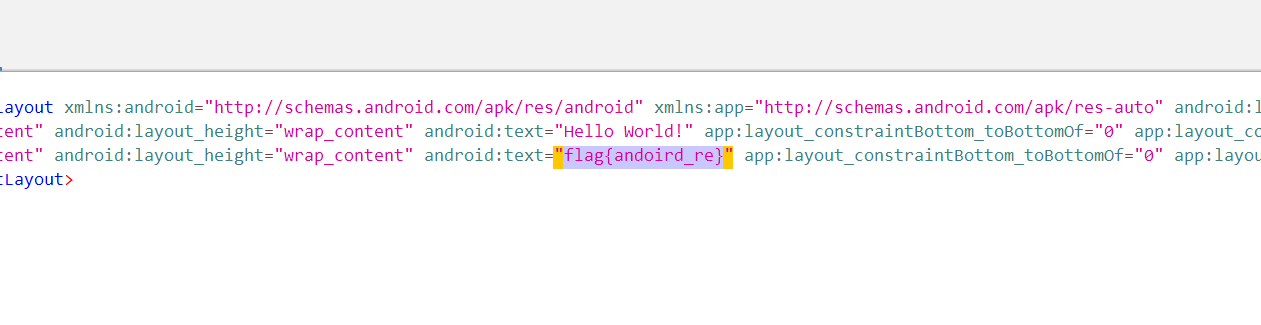 Layout xmlns:android="http://schemas.android.com/apk/res/android" xmlns:app="http://schemas.android.com/apk/res-auto" android:l
tent" android:layout_height="wrap_content" android:text="Hello World!" app:layout_constraintBottom_toBottomOf="0" app:layout_co
tent" android:layout_height="wrap_content" android:text="flag{andoird_re}" app:layout_constraintBottom_toBottomOf="0" app:layou
tLayout>